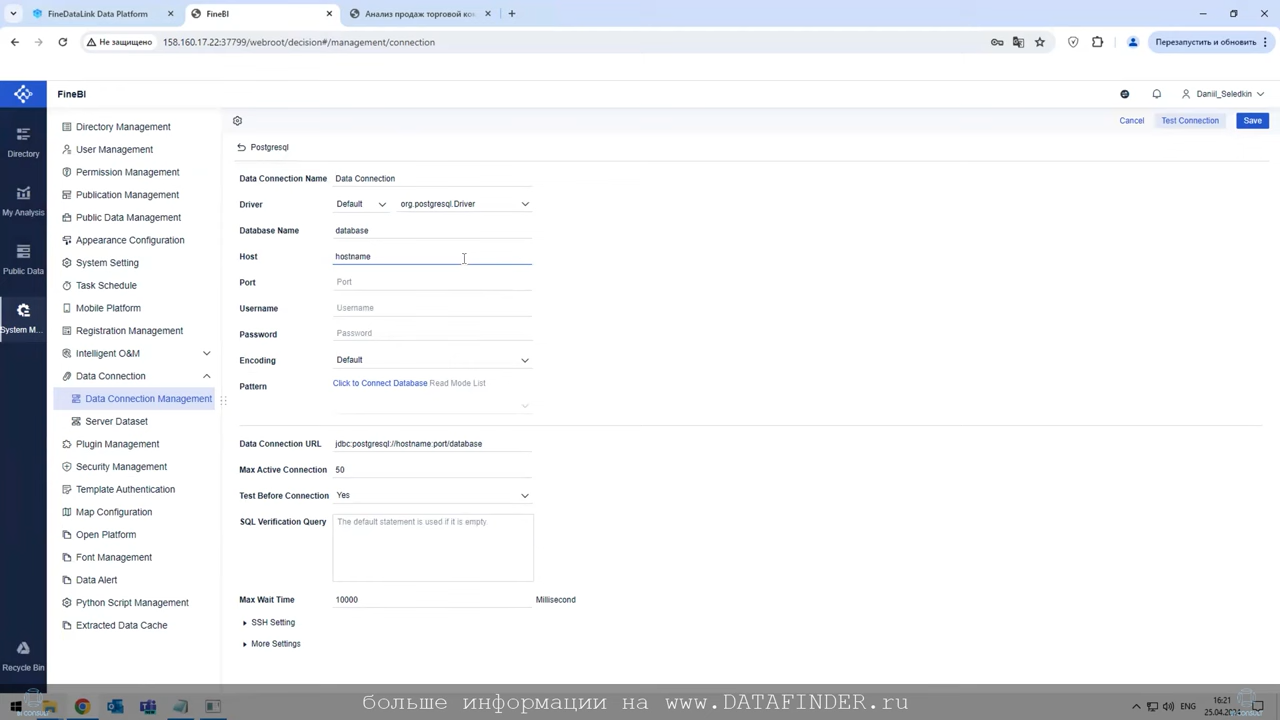 FineDataLink Data Platform
FineBI
Анализ продаж торговой ко
Не защищено
158.160.17.22:37799/webroot/decision#/management/connection
Перезапустить и обновить
FineBI
Daniil_Seledkin
Directory
My Analysis
Public Data
System M...
Recycle Bin
Directory Management
User Management
Permission Management
Publication Management
Public Data Management
Appearance Configuration
System Setting
Task Schedule
Mobile Platform
Registration Management
Intelligent O&M
Data Connection
Data Connection Management
Server Dataset
Plugin Management
Security Management
Template Authentication
Map Configuration
Open Platform
Font Management
Data Alert
Python Script Management
Extracted Data Cache
Cancel Test Connection Save
Postgresql
Data Connection Name Data Connection
Driver Default org.postgresql.Driver
Database Name database
Host hostname
Port Port
Username Username
Password Password
Encoding Default
Pattern Click to Connect Database Read Mode List
Data Connection URL jdbc:postgresql://hostname:port/database
Max Active Connection 50
Test Before Connection Yes
SQL Verification Query The default statement is used if it is empty
Max Wait Time 10000 Millisecond
SSH Setting
More Settings
больше информации на www.DATAFINDER.ru
ENG
16:21